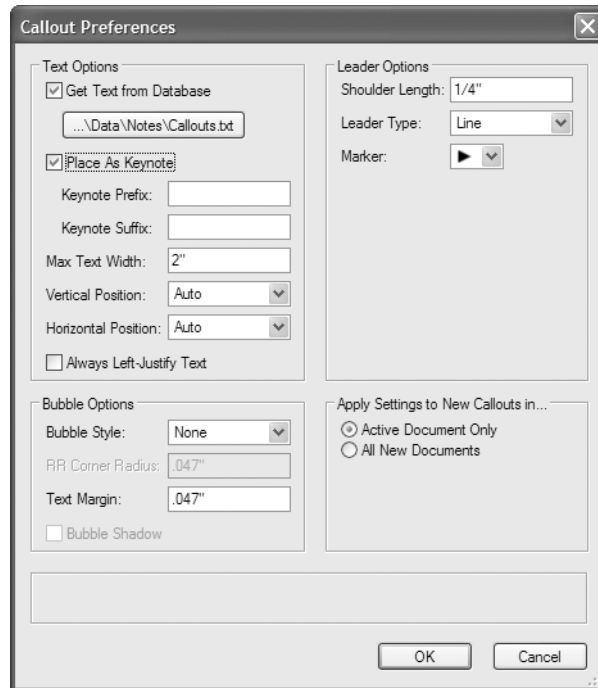 Callout Preferences
Text Options
Get Text from Database
...\Data\Notes\Callouts.txt
Place As Keynote
Keynote Prefix:
Keynote Suffix:
Max Text Width: 2"
Vertical Position: Auto
Horizontal Position: Auto
Always Left-Justify Text
Leader Options
Shoulder Length: 1/4"
Leader Type: Line
Marker:
Bubble Options
Bubble Style: None
RR Corner Radius: .047"
Text Margin: .047"
Bubble Shadow
Apply Settings to New Callouts in...
Active Document Only
All New Documents
OK Cancel